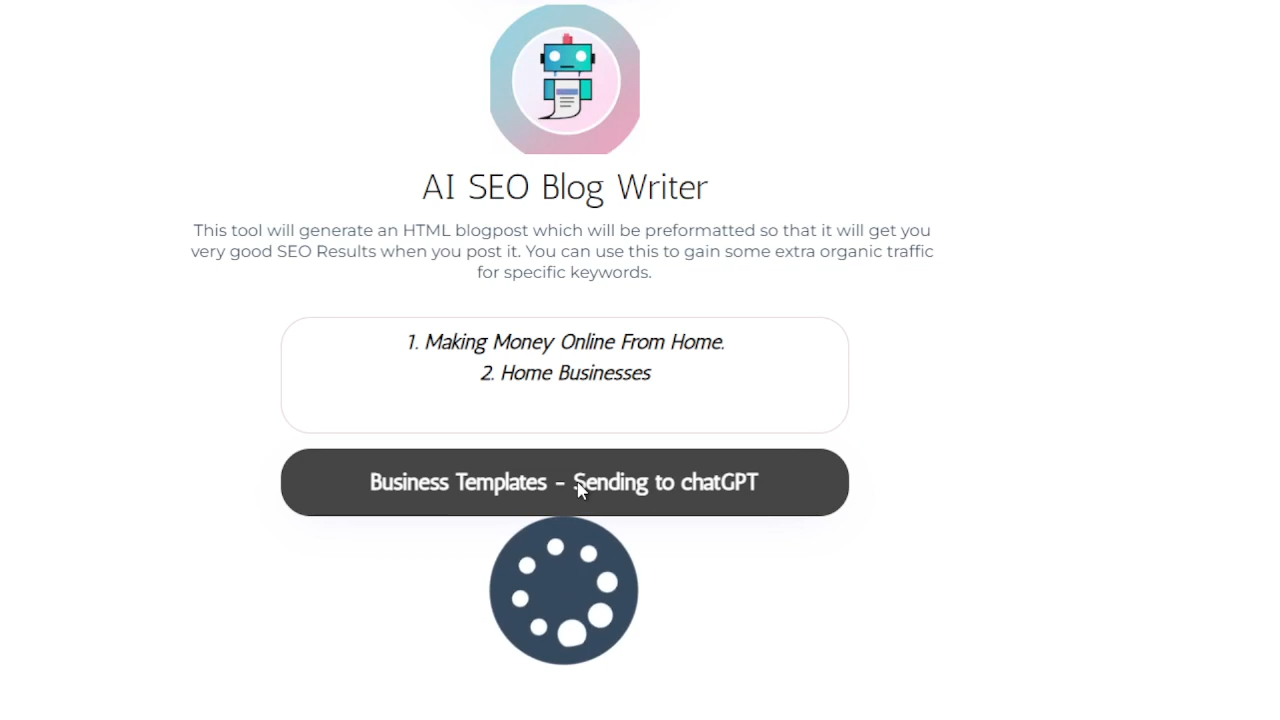 AI SEO Blog Writer
This tool will generate an HTML blogpost which will be preformatted so that it will get you
very good SEO Results when you post it. You can use this to gain some extra organic traffic
for specific keywords.
1. Making Money Online From Home.
2. Home Businesses
Business Templates - Sending to chatGPT